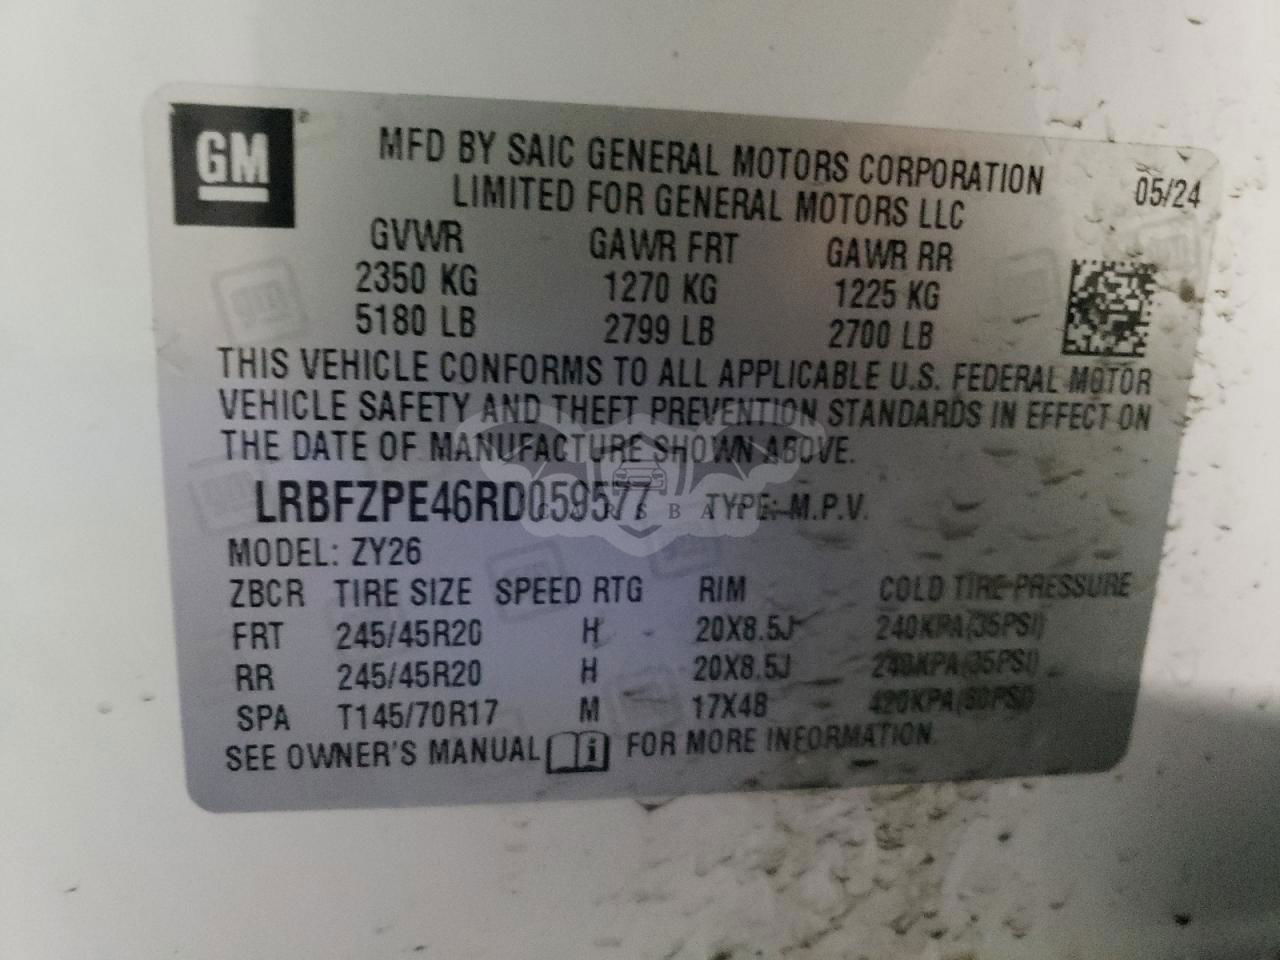 GM
MFD BY SAIC GENERAL MOTORS CORPORATION
LIMITED FOR GENERAL MOTORS LLC
05/24
GVWR GAWR FRT GAWR RR
2350 KG 1270 KG 1225 KG
5180 LB 2799 LB 2700 LB
THIS VEHICLE CONFORMS TO ALL APPLICABLE U.S. FEDERAL MOTOR
VEHICLE SAFETY AND THEFT PREVENTION STANDARDS IN EFFECT ON
THE DATE OF MANUFACTURE SHOWN ABOVE.
LRBFZPE46RD059577 TYPE: M.P.V.
CARSBAT
MODEL: ZY26
ZBCR TIRE SIZE SPEED RTG RIM COLD TIRE PRESSURE
FRT 245/45R20 H 20X8.5J 240KPA(35PSI)
RR 245/45R20 H 20X8.5J 240KPA(35PSI)
SPA T145/70R17 M 17X4B 420KPA(60PSI)
SEE OWNER'S MANUAL i FOR MORE INFORMATION.